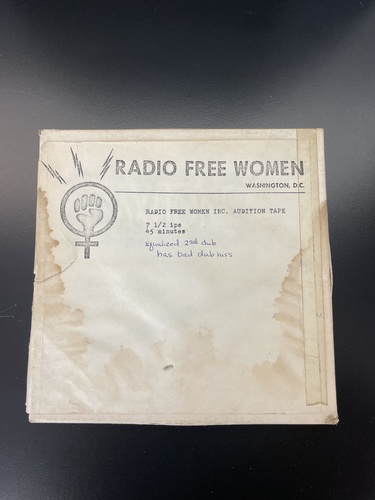 RADIO FREE WOMEN
WASHINGTON, D.C.
RADIO FREE WOMEN INC. AUDITION TAPE
7 1/2 ips
45 minutes
Equalized 2nd dub
has bad dub hiss